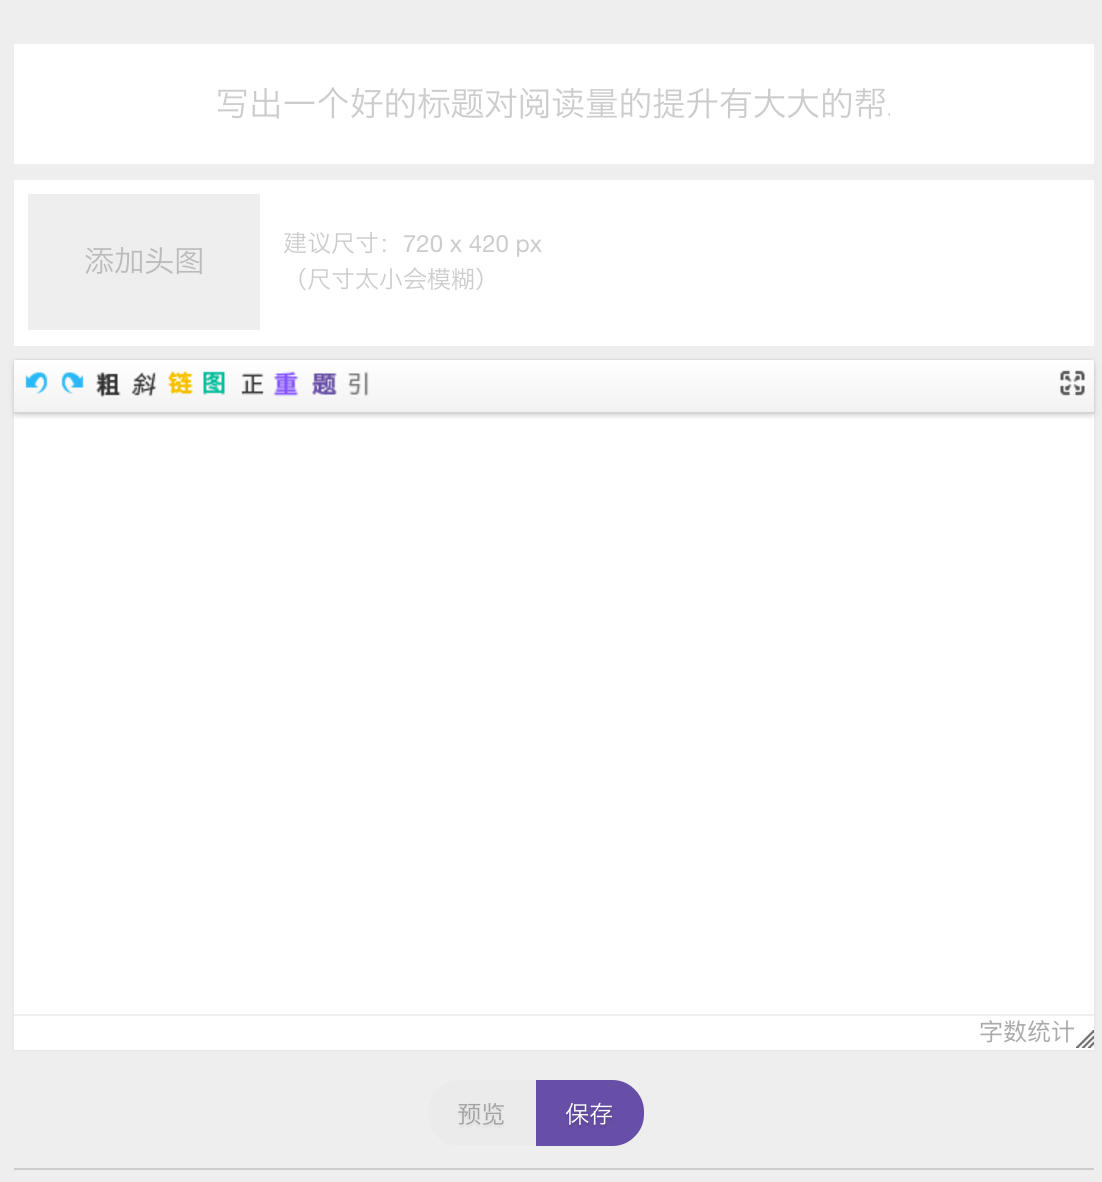 写出一个好的标题对阅读量的提升有大大的帮.
添加头图
建议尺寸：720 x 420 px
（尺寸太小会模糊）
粗 斜 链 图 正 重 题 引
字数统计
预览 保存